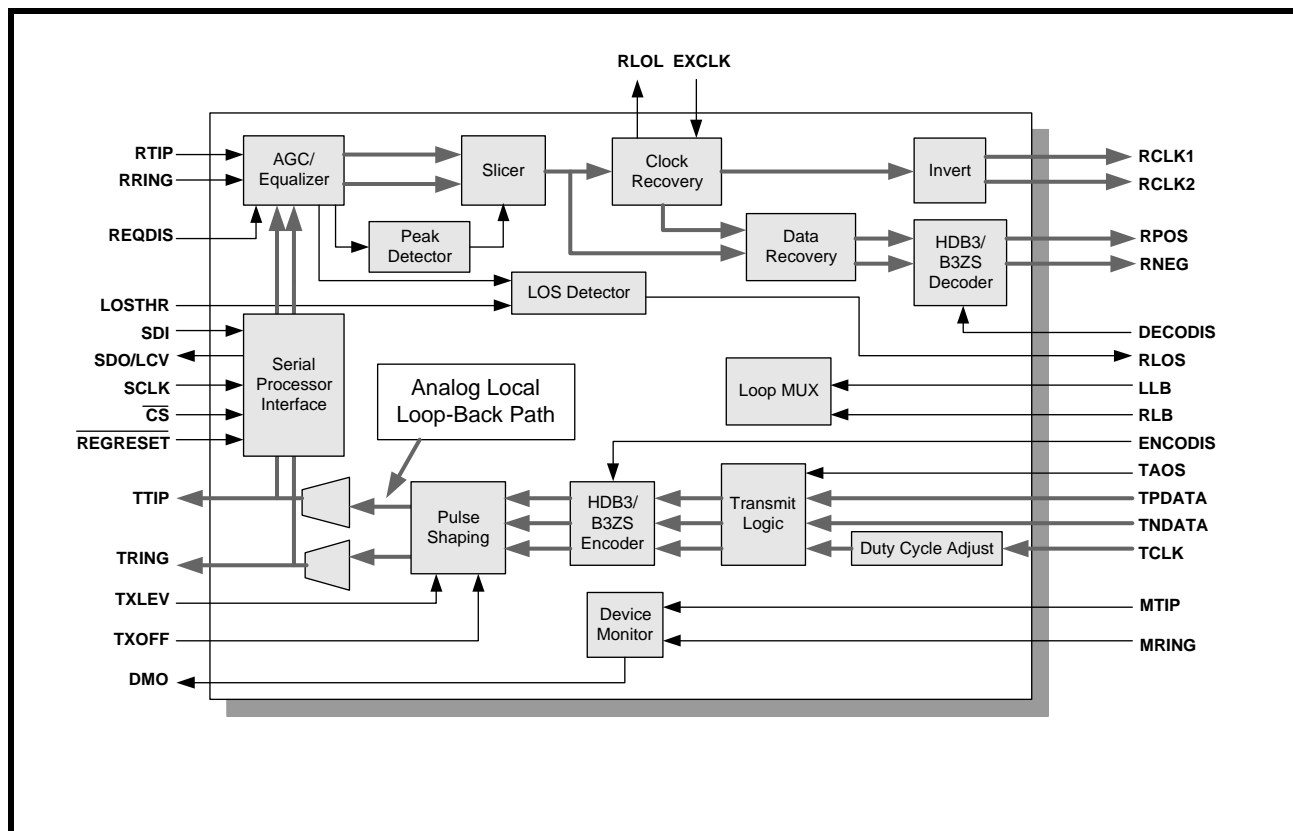 RLOL EXCLK
RTIP
RRING
REQDIS
LOSTHR
SDI
SDO/LCV
SCLK
CS
REGRESET
TTIP
TRING
TXLEV
TXOFF
DMO
AGC/
Equalizer
Slicer
Peak
Detector
Clock
Recovery
Invert
Data
Recovery
HDB3/
B3ZS
Decoder
LOS Detector
Serial
Processor
Interface
Analog Local
Loop-Back Path
Loop MUX
Pulse
Shaping
HDB3/
B3ZS
Encoder
Transmit
Logic
Duty Cycle Adjust
Device
Monitor
RCLK1
RCLK2
RPOS
RNEG
DECODIS
RLOS
LLB
RLB
ENCODIS
TAOS
TPDATA
TNDATA
TCLK
MTIP
MRING